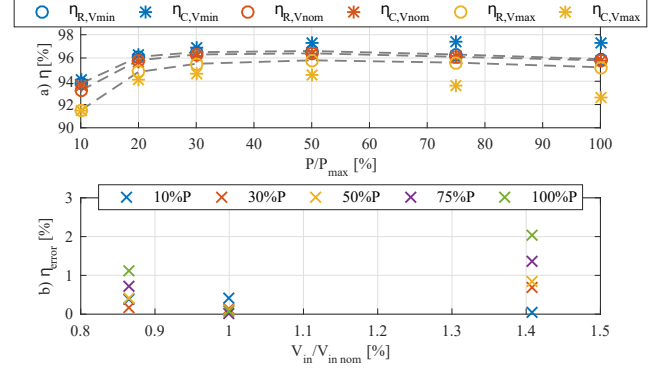 η_R,Vmin η_C,Vmin η_R,Vnom η_C,Vnom η_R,Vmax η_C,Vmax
98
96
94
92
90
a) η [%]
10 20 30 40 50 60 70 80 90 100
P/P_max [%]
10%P 30%P 50%P 75%P 100%P
3
2
1
0
b) η_error [%]
0.8 0.9 1 1.1 1.2 1.3 1.4 1.5
V_in/V_in nom [%]